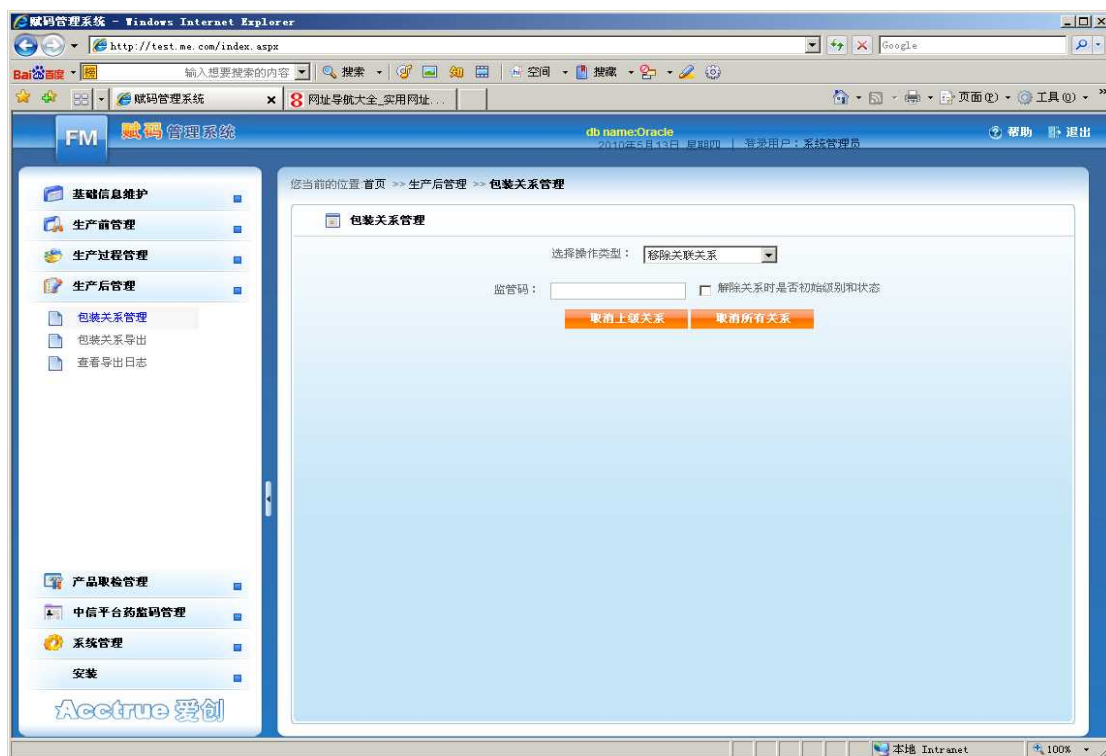 赋码管理系统 - Windows Internet Explorer
http://test.me.com/index.aspx
Google
Bai 百度
输入想要搜索的内容
搜索
空间
搜藏
赋码管理系统
网址导航大全_实用网址...
页面(P)
工具(O)
FM
赋码 管理系统
db name:Oracle
2010年5月13日 星期四 | 登录用户：系统管理员
帮助
退出
您当前的位置:首页 >> 生产后管理 >> 包装关系管理
基础信息维护
生产前管理
生产过程管理
生产后管理
包装关系管理
包装关系导出
查看导出日志
产品取检管理
中信平台药监码管理
系统管理
安装
Acctrue 爱创
包装关系管理
选择操作类型：
移除关联关系
监管码：
解除关系时是否初始级别和状态
取消上级关系
取消所有关系
本地 Intranet
100%